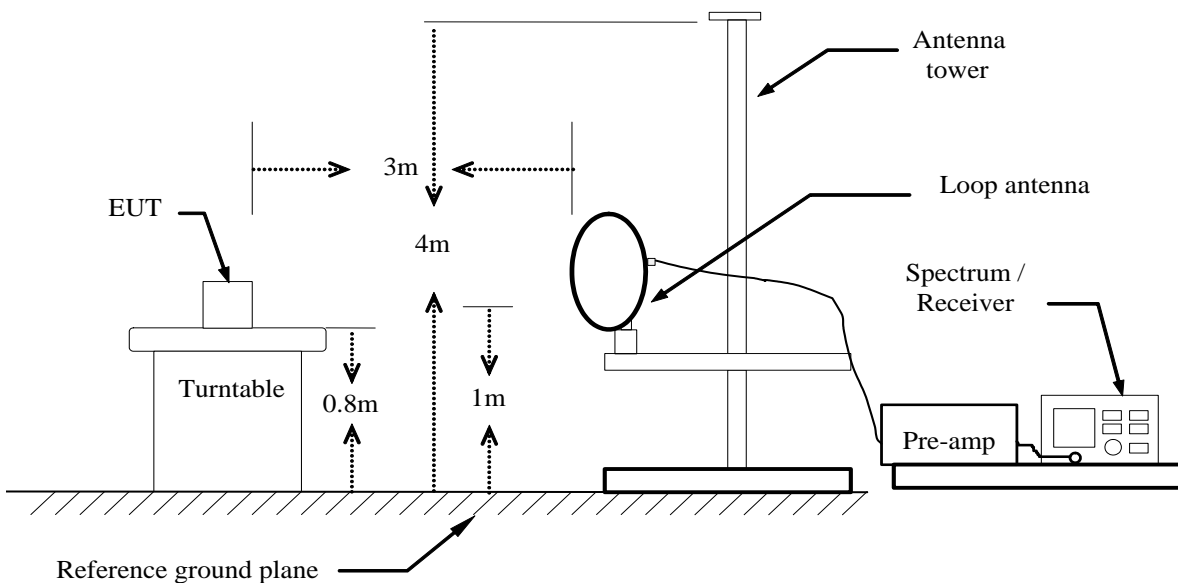 Antenna
tower
3m
Loop antenna
EUT
4m
Spectrum /
Receiver
Turntable
0.8m
1m
Pre-amp
Reference ground plane